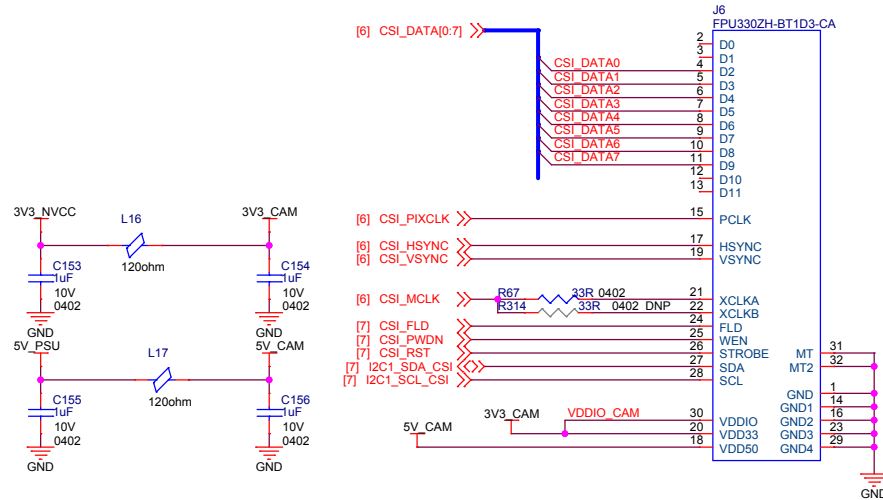 J6
FPU330ZH-BT1D3-CA
[6] CSI_DATA[0:7]
2 D0
3 D1
CSI_DATA0 4 D2
CSI_DATA1 5 D3
CSI_DATA2 6 D4
CSI_DATA3 7 D5
CSI_DATA4 8 D6
CSI_DATA5 9 D7
CSI_DATA6 10 D8
CSI_DATA7 11 D9
12 D10
13 D11
[6] CSI_PIXCLK 15 PCLK
[6] CSI_HSYNC 17 HSYNC
[6] CSI_VSYNC 19 VSYNC
[6] CSI_MCLK R67 33R 0402 21 XCLKA
R314 33R 0402_DNP 22 XCLKB
[7] CSI_FLD 24 FLD
[7] CSI_PWDN 25 WEN
[7] CSI_RST 26 STROBE
[7] I2C1_SDA_CSI 27 SDA
[7] I2C1_SCL_CSI 28 SCL
MT 31
MT2 32
GND 1
GND1 14
GND2 16
GND3 23
GND4 29
GND
3V3_CAM VDDIO_CAM 30 VDDIO
20 VDD33
5V_CAM 18 VDD50
3V3_NVCC L16 3V3_CAM
120ohm
C153
1uF
10V
0402
GND
C154
1uF
10V
0402
GND
5V_PSU L17 5V_CAM
120ohm
C155
1uF
10V
0402
GND
C156
1uF
10V
0402
GND